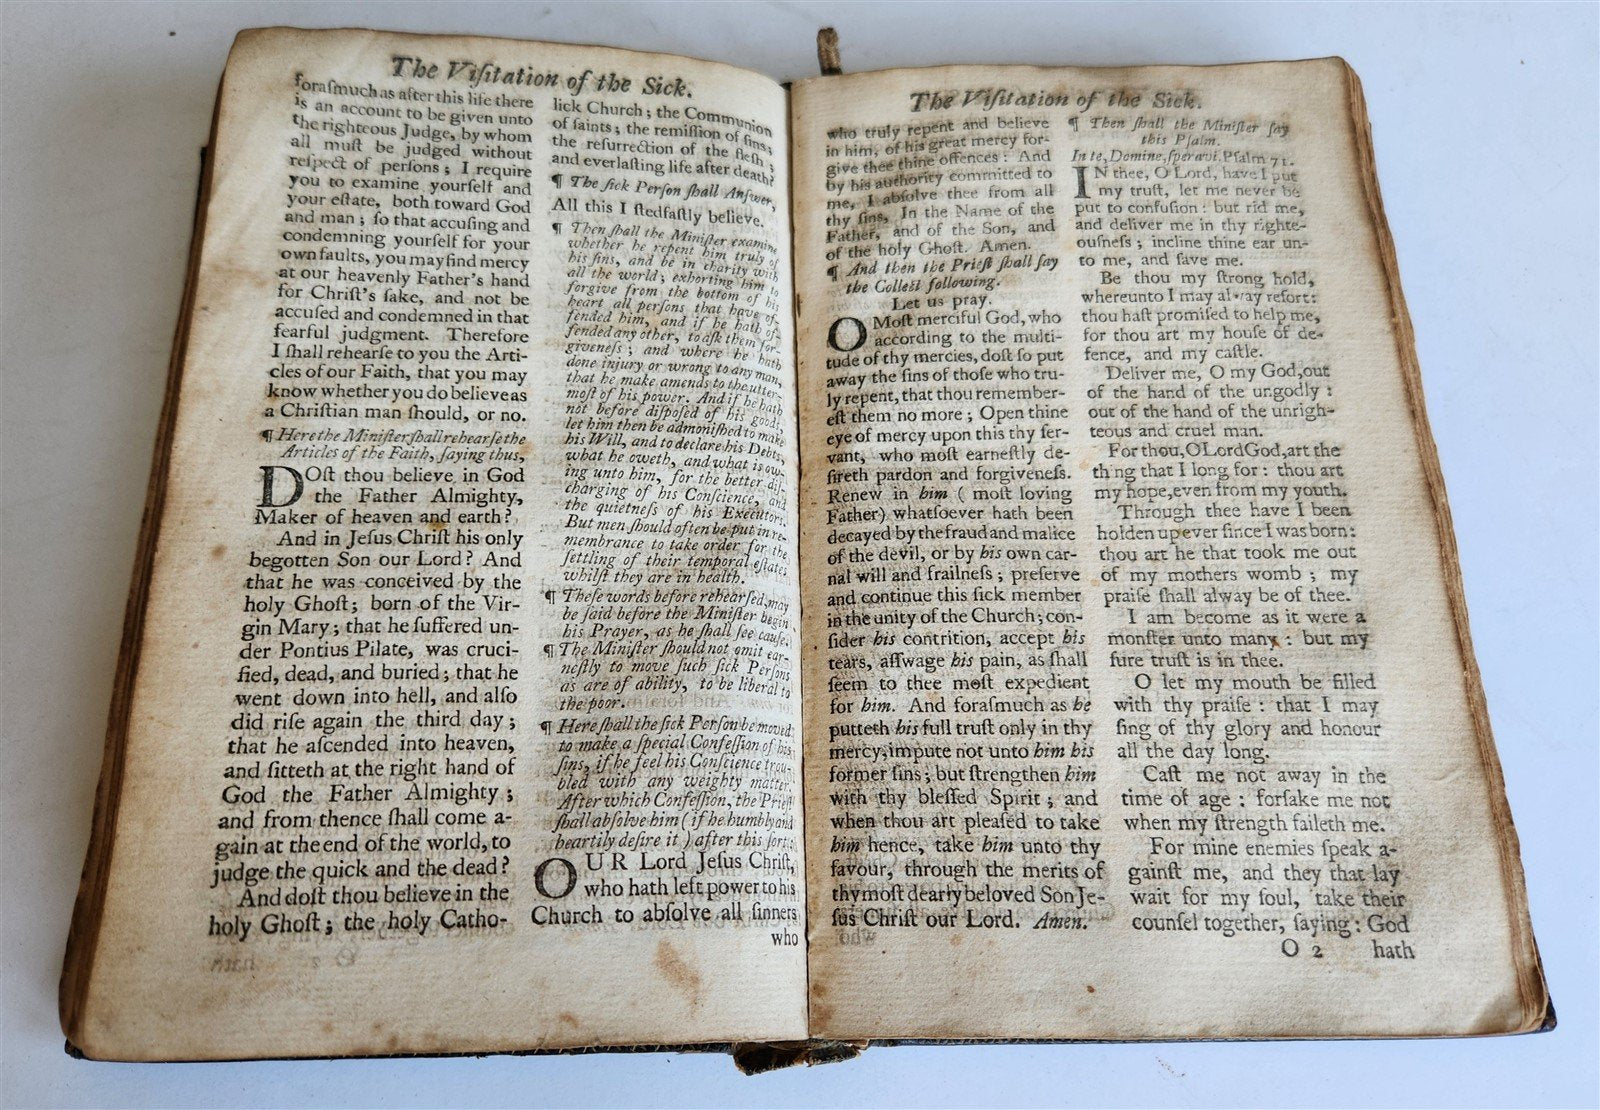 The Viſitation of the Sick.
foraſmuch as after this life there
is an account to be given unto
the righteous Judge, by whom
all muſt be judged without
reſpect of perſons ; I require
you to examine yourſelf and
your eſtate, both toward God
and man ; ſo that accuſing and
condemning yourſelf for your
own faults, you may find mercy
at our heavenly Father's hand
for Chriſt's ſake, and not be
accuſed and condemned in that
fearful judgment. Therefore
I ſhall rehearſe to you the Arti-
cles of our Faith, that you may
know whether you do believe as
a Chriſtian man ſhould, or no.
¶ Here the Miniſter ſhall rehearſe the
Articles of the Faith, ſaying thus,
DOſt thou believe in God
the Father Almighty,
Maker of heaven and earth?
And in Jeſus Chriſt his only
begotten Son our Lord? And
that he was conceived by the
holy Ghoſt; born of the Vir-
gin Mary; that he ſuffered un-
der Pontius Pilate, was cruci-
fied, dead, and buried; that he
went down into hell, and alſo
did riſe again the third day ;
that he aſcended into heaven,
and ſitteth at the right hand of
God the Father Almighty ;
and from thence ſhall come a-
gain at the end of the world, to
judge the quick and the dead?
And doſt thou believe in the
holy Ghoſt; the holy Catho-
lick Church; the Communion
of ſaints; the remiſſion of ſins;
the reſurrection of the fleſh ;
and everlaſting life after death?
¶ The ſick Perſon ſhall Anſwer,
All this I ſtedfaſtly believe.
¶ Then ſhall the Miniſter examine
whether he repent him truly of
his ſins, and be in charity with
all the world; exhorting him to
forgive from the bottom of his
heart all perſons that have of-
fended him, and if he hath of-
fended any other, to aſk them for-
giveneſs; and where he hath
done injury or wrong to any man,
that he make amends to the utter-
moſt of his power. And if he hath
not before diſpoſed of his goods,
let him then be admoniſhed to make
his Will, and to declare his Debts,
what he oweth, and what is ow-
ing unto him, for the better diſ-
charging of his Conſcience, and
the quietneſs of his Executors.
But men ſhould often be put in re-
membrance to take order for the
ſettling of their temporal eſtates
whilſt they are in health.
¶ Theſe words before rehearſed, may
be ſaid before the Miniſter begin
his Prayer, as he ſhall ſee cauſe.
¶ The Miniſter ſhould not omit ear-
neſtly to move ſuch ſick Perſons
as are of ability, to be liberal to
the poor.
¶ Here ſhall the ſick Perſon be moved
to make a ſpecial Confeſſion of his
ſins, if he feel his Conſcience trou-
bled with any weighty matter.
After which Confeſſion, the Prieſt
ſhall abſolve him (if he humbly and
heartily deſire it) after this ſort.
OUR Lord Jeſus Chriſt,
who hath left power to his
Church to abſolve all ſinners
who
The Viſitation of the Sick.
who truly repent and believe
in him, of his great mercy for-
give thee thine offences: And
by his authority committed to
me, I abſolve thee from all
thy ſins, In the Name of the
Father, and of the Son, and
of the holy Ghoſt. Amen.
¶ And then the Prieſt ſhall ſay
the Collect following.
Let us pray.
O Moſt merciful God, who
according to the multi-
tude of thy mercies, doſt ſo put
away the ſins of thoſe who tru-
ly repent, that thou remember-
eſt them no more ; Open thine
eye of mercy upon this thy ſer-
vant, who moſt earneſtly de-
ſireth pardon and forgiveneſs.
Renew in him ( moſt loving
Father) whatſoever hath been
decayed by the fraud and malice
of the devil, or by his own car-
nal will and frailneſs ; preſerve
and continue this ſick member
in the unity of the Church; con-
ſider his contrition, accept his
tears, aſſwage his pain, as ſhall
ſeem to thee moſt expedient
for him. And foraſmuch as he
putteth his full truſt only in thy
mercy, impute not unto him his
former ſins; but ſtrengthen him
with thy bleſſed Spirit ; and
when thou art pleaſed to take
him hence, take him unto thy
favour, through the merits of
thy moſt dearly beloved Son Je-
ſus Chriſt our Lord. Amen.
¶ Then ſhall the Miniſter ſay
this Pſalm.
In te, Domine, ſperavi. Pſalm 71.
IN thee, O Lord, have I put
my truſt, let me never be
put to confuſion: but rid me,
and deliver me in thy righte-
ouſneſs ; incline thine ear un-
to me, and ſave me.
Be thou my ſtrong hold,
whereunto I may alway reſort:
thou haſt promiſed to help me,
for thou art my houſe of de-
fence, and my caſtle.
Deliver me, O my God, out
of the hand of the ungodly :
out of the hand of the unrigh-
teous and cruel man.
For thou, O Lord God, art the
thing that I long for : thou art
my hope, even from my youth.
Through thee have I been
holden up ever ſince I was born:
thou art he that took me out
of my mothers womb ; my
praiſe ſhall alway be of thee.
I am become as it were a
monſter unto many : but my
ſure truſt is in thee.
O let my mouth be filled
with thy praiſe : that I may
ſing of thy glory and honour
all the day long.
Caſt me not away in the
time of age : forſake me not
when my ſtrength faileth me.
For mine enemies ſpeak a-
gainſt me, and they that lay
wait for my ſoul, take their
counſel together, ſaying: God
O 2 hath